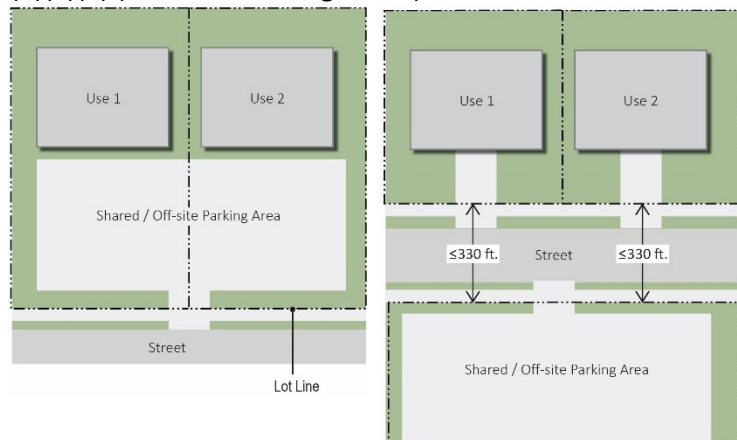 Use 1
Use 2
Shared / Off-site Parking Area
Street
Lot Line
Use 1
Use 2
≤330 ft.
Street
≤330 ft.
Shared / Off-site Parking Area